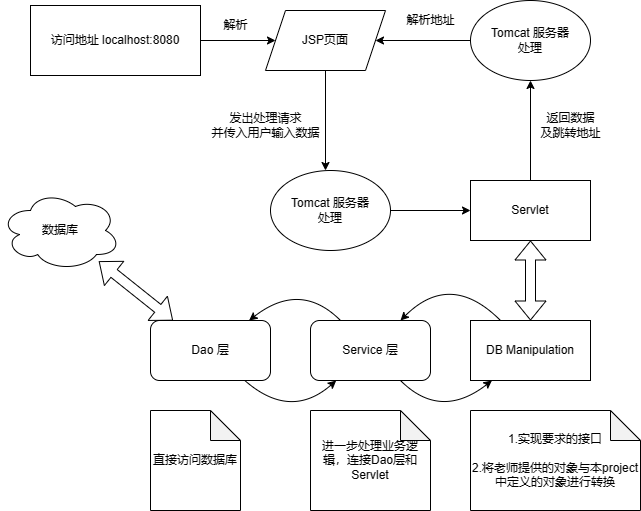 访问地址 localhost:8080
解析
JSP页面
解析地址
Tomcat 服务器
处理
发出处理请求
并传入用户输入数据
返回数据
及跳转地址
Tomcat 服务器
处理
Servlet
数据库
Dao 层
Service 层
DB Manipulation
直接访问数据库
进一步处理业务逻
辑，连接Dao层和
Servlet
1.实现要求的接口
2.将老师提供的对象与本project
中定义的对象进行转换